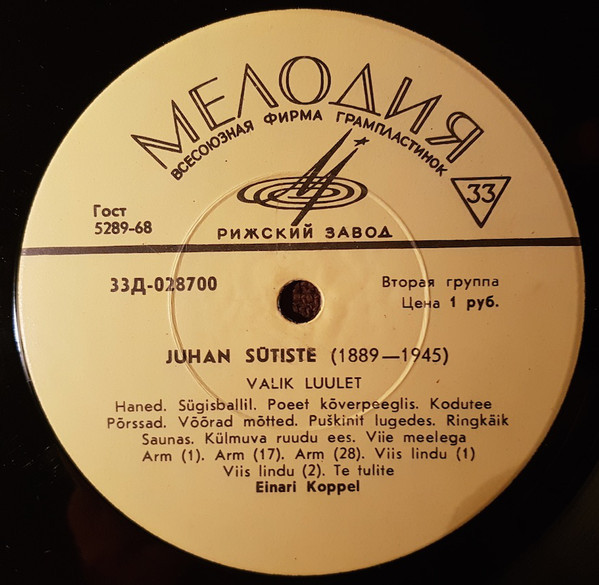 МЕЛОДИЯ
ВСЕСОЮЗНАЯ ФИРМА ГРАМПЛАСТИНОК
33
Гост
5289-68
РИЖСКИЙ ЗАВОД
33Д-028700
Вторая группа
Цена 1 руб.
JUHAN SÜTISTE (1889—1945)
VALIK LUULET
Haned. Sügisballil. Poeet kõverpeeglis. Kodutee
Põrssad. Võõrad mõtted. Puškinit lugedes. Ringkäik
Saunas. Külmuva ruudu ees. Viie meelega
Arm (1). Arm (17). Arm (28). Viis lindu (1)
Viis lindu (2). Te tulite
Einari Koppel